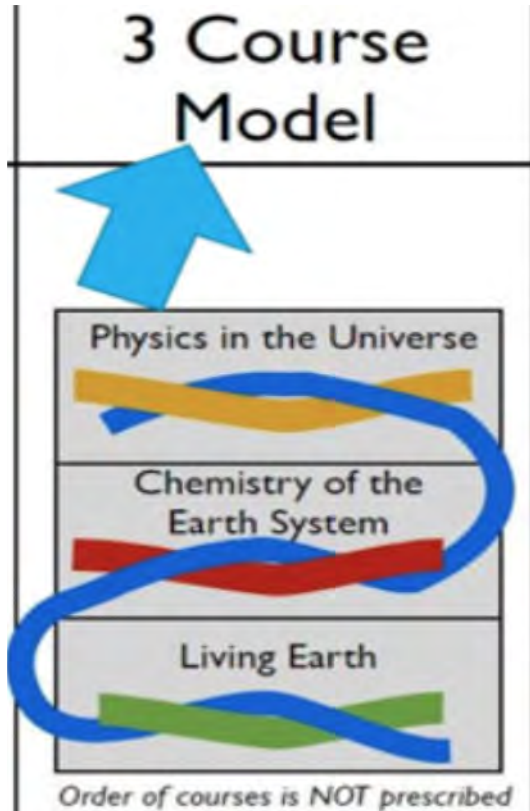 3 Course
Model
Physics in the Universe
Chemistry of the
Earth System
Living Earth
Order of courses is NOT prescribed